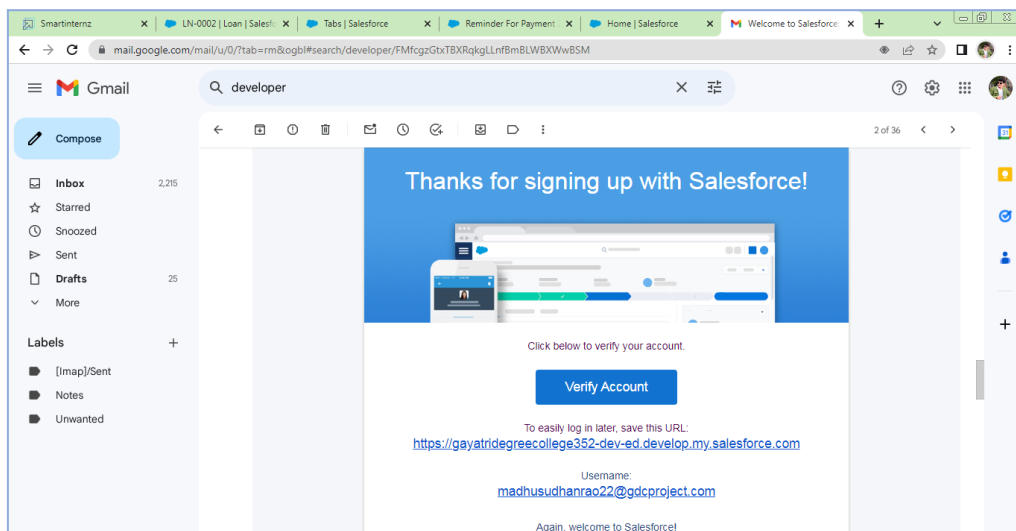 Smartinternz
LN-0002 | Loan | Salesfo
Tabs | Salesforce
Reminder For Payment
Home | Salesforce
Welcome to Salesforce:
mail.google.com/mail/u/0/?tab=rm&ogbl#search/developer/FMfcgzGtxTBXRqkgLLnfBmBLWBXWwBSM
Gmail
developer
Compose
2 of 36
Inbox 2,215
Starred
Snoozed
Sent
Drafts 25
More
Labels
[Imap]/Sent
Notes
Unwanted
Thanks for signing up with Salesforce!
Click below to verify your account.
Verify Account
To easily log in later, save this URL:
https://gayatridegreecollege352-dev-ed.develop.my.salesforce.com
Username:
madhusudhanrao22@gdcproject.com
Again, welcome to Salesforce!